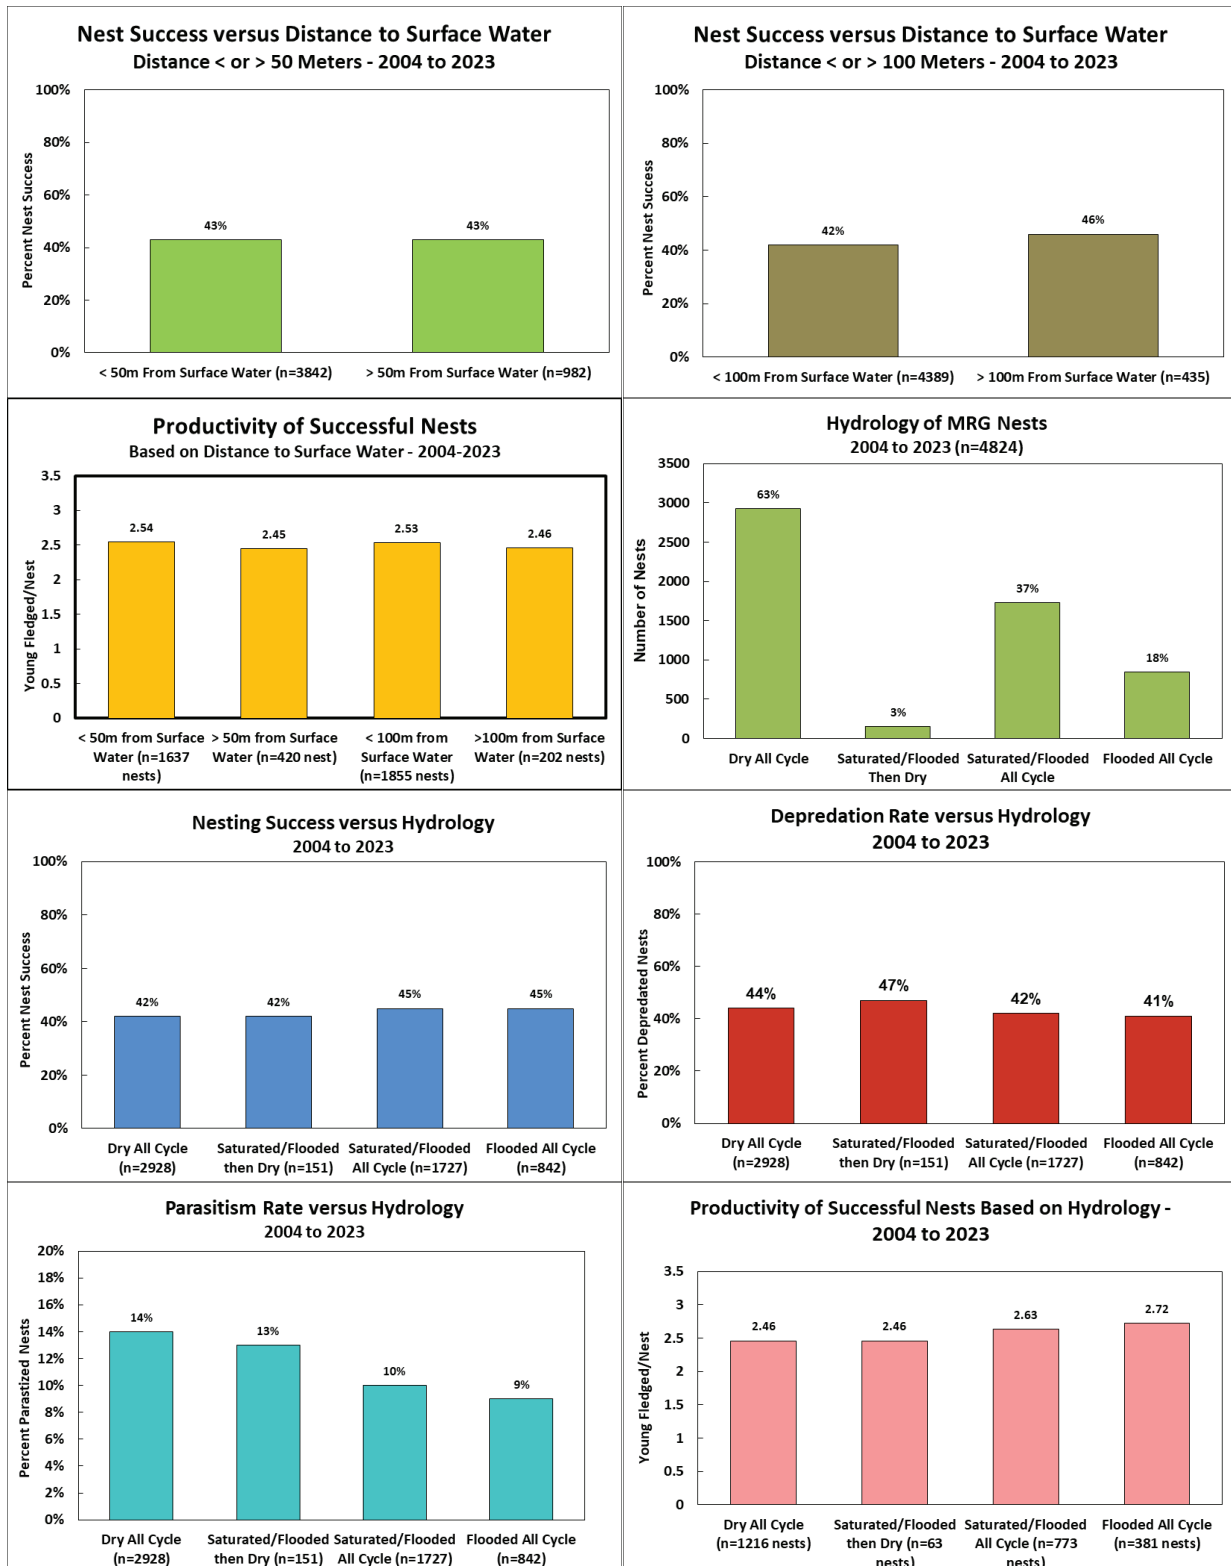 Nest Success versus Distance to Surface Water
Distance < or > 50 Meters - 2004 to 2023
Percent Nest Success
100%
80%
60%
40%
20%
0%
43%
43%
< 50m From Surface Water (n=3842)
> 50m From Surface Water (n=982)
Nest Success versus Distance to Surface Water
Distance < or > 100 Meters - 2004 to 2023
Percent Nest Success
100%
80%
60%
40%
20%
0%
42%
46%
< 100m From Surface Water (n=4389)
> 100m From Surface Water (n=435)
Productivity of Successful Nests
Based on Distance to Surface Water - 2004-2023
Young Fledged/Nest
3.5
3
2.5
2
1.5
1
0.5
0
2.54
2.45
2.53
2.46
< 50m from Surface
Water (n=1637
nests)
> 50m from Surface
Water (n=420 nest)
< 100m from
Surface Water
(n=1855 nests)
>100m from Surface
Water (n=202 nests)
Hydrology of MRG Nests
2004 to 2023 (n=4824)
Number of Nests
3500
3000
2500
2000
1500
1000
500
0
63%
3%
37%
18%
Dry All Cycle
Saturated/Flooded
Then Dry
Saturated/Flooded
All Cycle
Flooded All Cycle
Nesting Success versus Hydrology
2004 to 2023
Percent Nest Success
100%
80%
60%
40%
20%
0%
42%
42%
45%
45%
Dry All Cycle
(n=2928)
Saturated/Flooded
then Dry (n=151)
Saturated/Flooded
All Cycle (n=1727)
Flooded All Cycle
(n=842)
Depredation Rate versus Hydrology
2004 to 2023
Percent Depredated Nests
100%
80%
60%
40%
20%
0%
44%
47%
42%
41%
Dry All Cycle
(n=2928)
Saturated/Flooded
then Dry (n=151)
Saturated/Flooded
All Cycle (n=1727)
Flooded All Cycle
(n=842)
Parasitism Rate versus Hydrology
2004 to 2023
Percent Parastized Nests
20%
18%
16%
14%
12%
10%
8%
6%
4%
2%
0%
14%
13%
10%
9%
Dry All Cycle
(n=2928)
Saturated/Flooded
then Dry (n=151)
Saturated/Flooded
All Cycle (n=1727)
Flooded All Cycle
(n=842)
Productivity of Successful Nests Based on Hydrology -
2004 to 2023
Young Fledged/Nest
3.5
3
2.5
2
1.5
1
0.5
0
2.46
2.46
2.63
2.72
Dry All Cycle
(n=1216 nests)
Saturated/Flooded
then Dry (n=63
nests)
Saturated/Flooded
All Cycle (n=773
nests)
Flooded All Cycle
(n=381 nests)